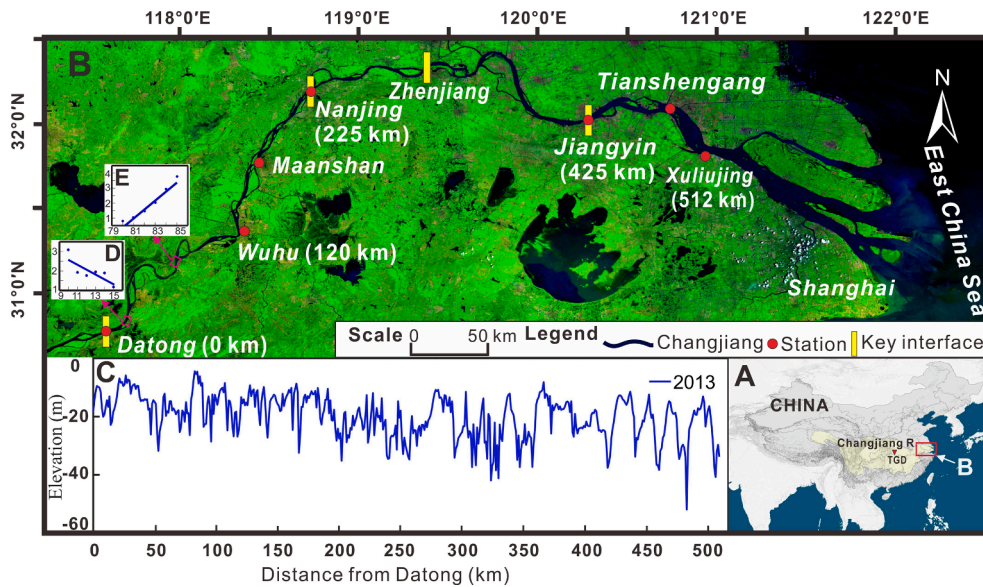 118°0'E 119°0'E 120°0'E 121°0'E 122°0'E
B
N
32°N
31°N
Zhenjiang
Nanjing
(225 km)
Tianshengang
Jiangyin
(425 km)
Maanshan
Xuliujing
(512 km)
East China Sea
E
4
3
2
1
79 81 83 85
D
3
2
1
9 11 13 15
Wuhu (120 km)
Shanghai
Datong (0 km)
Scale 0 50 km
Legend Changjiang Station Key interface
C
2013
Elevation (m)
0
-20
-40
-60
0 50 100 150 200 250 300 350 400 450 500
Distance from Datong (km)
A
CHINA
Changjiang R.
TGD
B